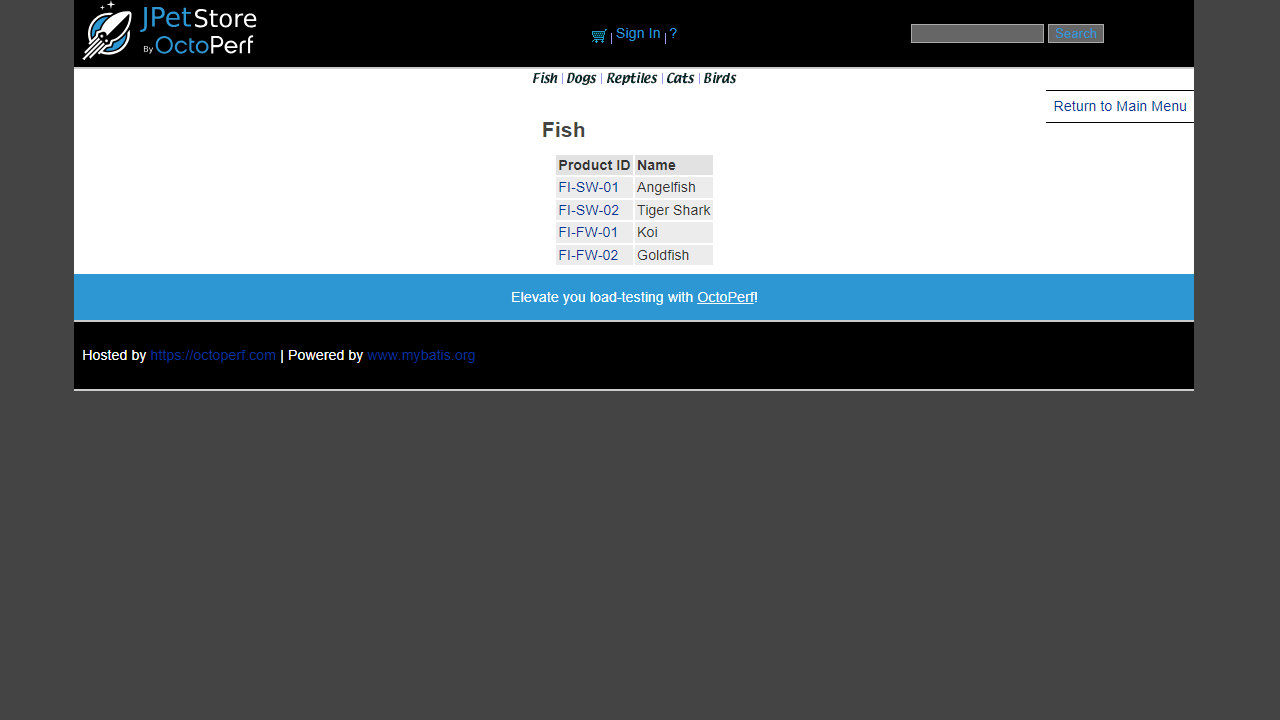 JPetStore
By OctoPerf
Sign In ?
Search
Fish Dogs Reptiles Cats Birds
Return to Main Menu
Fish
Product ID Name
FI-SW-01 Angelfish
FI-SW-02 Tiger Shark
FI-FW-01 Koi
FI-FW-02 Goldfish
Elevate you load-testing with OctoPerf!
Hosted by https://octoperf.com | Powered by www.mybatis.org